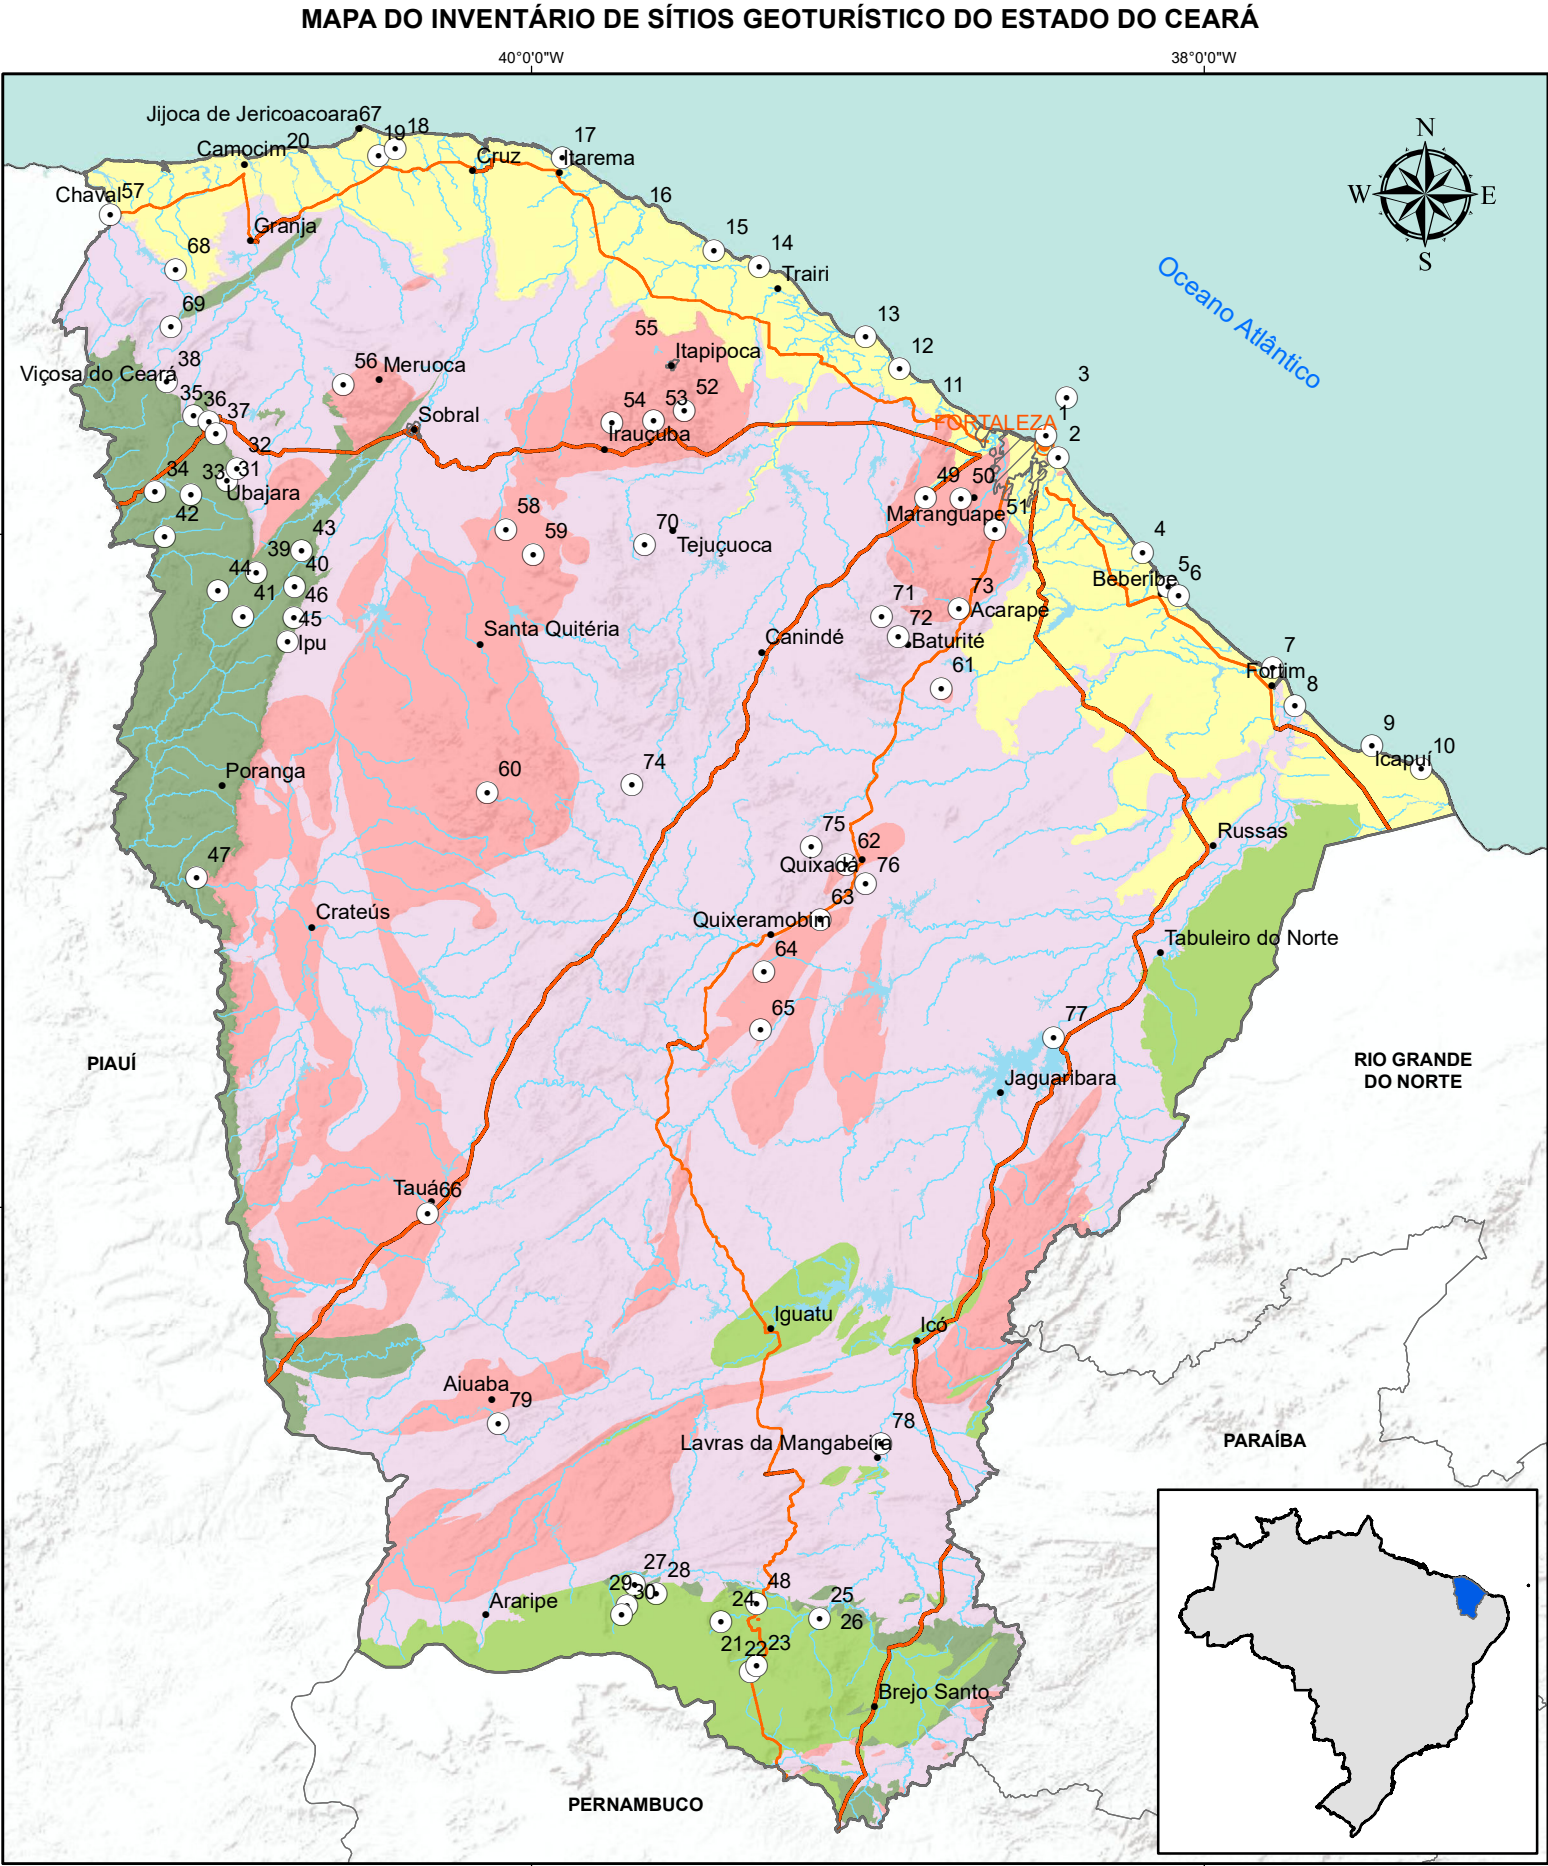 MAPA DO INVENTÁRIO DE SÍTIOS GEOTURÍSTICO DO ESTADO DO CEARÁ
40°0'0"W
38°0'0"W
Jijoca de Jericoacoara
67
Camocim
20
19
18
17
Cruz
Itarema
N
W
E
S
Chaval
57
16
Granja
15
14
68
Trairi
Oceano Atlântico
69
13
55
Itapipoca
12
38
Viçosa do Ceará
56
Meruoca
3
35
36
37
Sobral
54
53
52
11
FORTALEZA
1
2
Irauçuba
32
34
33
31
Ubajara
49
50
Maranguape
51
42
58
43
59
70
Tejuçuoca
4
39
44
40
5
6
Beberibe
41
46
71
73
Acarape
45
Ipu
Santa Quitéria
Canindé
72
Baturité
61
7
Fortim
8
Poranga
60
74
9
Icapuí
10
75
62
Russas
Quixadá
76
47
63
Crateús
Quixeramobim
64
Tabuleiro do Norte
65
77
PIAUÍ
RIO GRANDE
DO NORTE
Jaguaribara
Tauá
66
Iguatu
Icó
Aiuaba
79
78
Lavras da Mangabeira
PARAÍBA
27
28
29
30
48
24
25
26
Araripe
21
22
23
Brejo Santo
PERNAMBUCO